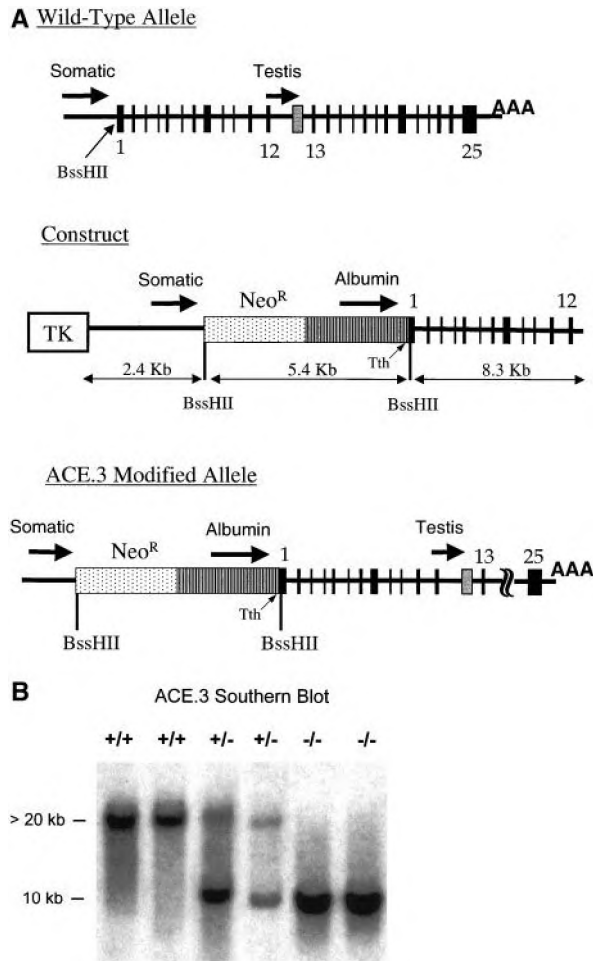 A Wild-Type Allele
Somatic Testis
AAA
BssHII 1 12 13 25
Construct
Somatic Neo^R Albumin 1 12
TK
Tth
2.4 Kb 5.4 Kb 8.3 Kb
BssHII BssHII
ACE.3 Modified Allele
Somatic Neo^R Albumin 1 Testis 13 25
AAA
Tth
BssHII BssHII
B ACE.3 Southern Blot
+/+ +/+ +/- +/- -/- -/-
> 20 kb –
10 kb –